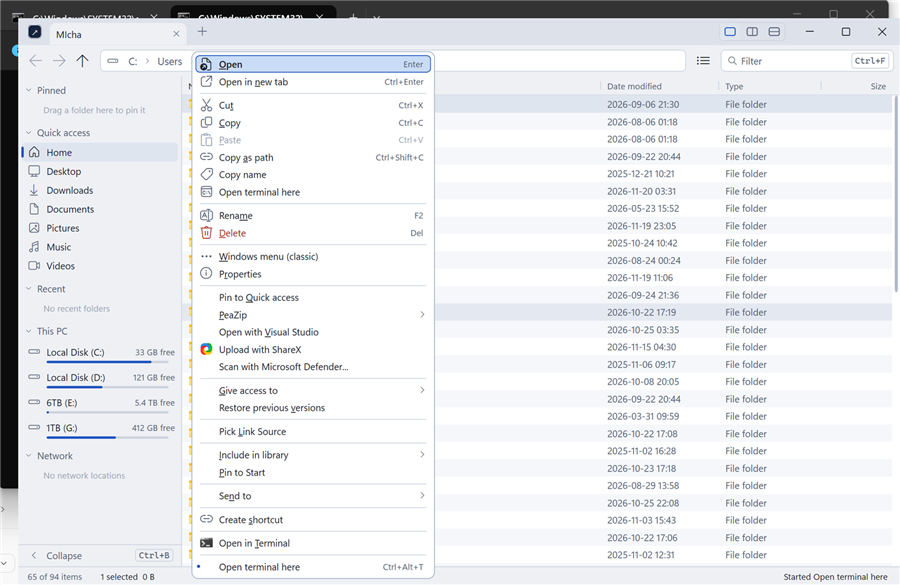 C:\Windows\SYSTEM32\
C:\Windows\SYSTEM32\
MIcha
C: Users
Filter Ctrl+F
Date modified Type Size
Pinned
Drag a folder here to pin it
Quick access
Home
Desktop
Downloads
Documents
Pictures
Music
Videos
Recent
No recent folders
This PC
Local Disk (C:) 33 GB free
Local Disk (D:) 121 GB free
6TB (E:) 5.4 TB free
1TB (G:) 412 GB free
Network
No network locations
Collapse Ctrl+B
65 of 94 items 1 selected 0 B
Open Enter
Open in new tab Ctrl+Enter
Cut Ctrl+X
Copy Ctrl+C
Paste Ctrl+V
Copy as path Ctrl+Shift+C
Copy name
Open terminal here
Rename F2
Delete Del
Windows menu (classic)
Properties
Pin to Quick access
PeaZip
Open with Visual Studio
Upload with ShareX
Scan with Microsoft Defender...
Give access to
Restore previous versions
Pick Link Source
Include in library
Pin to Start
Send to
Create shortcut
Open in Terminal
Open terminal here Ctrl+Alt+T
2026-09-06 21:30 File folder
2026-08-06 01:18 File folder
2026-08-06 01:18 File folder
2026-09-22 20:44 File folder
2025-12-21 10:21 File folder
2026-11-20 03:31 File folder
2026-05-23 15:52 File folder
2026-11-19 23:05 File folder
2025-10-24 10:42 File folder
2026-08-24 00:24 File folder
2026-11-19 11:06 File folder
2026-09-24 21:36 File folder
2026-10-22 17:19 File folder
2026-10-25 03:35 File folder
2026-11-15 04:30 File folder
2025-11-06 09:17 File folder
2026-10-08 20:05 File folder
2026-09-22 20:44 File folder
2026-03-31 09:59 File folder
2026-10-22 17:08 File folder
2025-11-02 16:28 File folder
2026-10-23 17:18 File folder
2026-08-29 13:58 File folder
2026-10-25 22:08 File folder
2026-11-03 15:43 File folder
2026-10-22 17:06 File folder
2025-11-02 12:31 File folder
Started Open terminal here